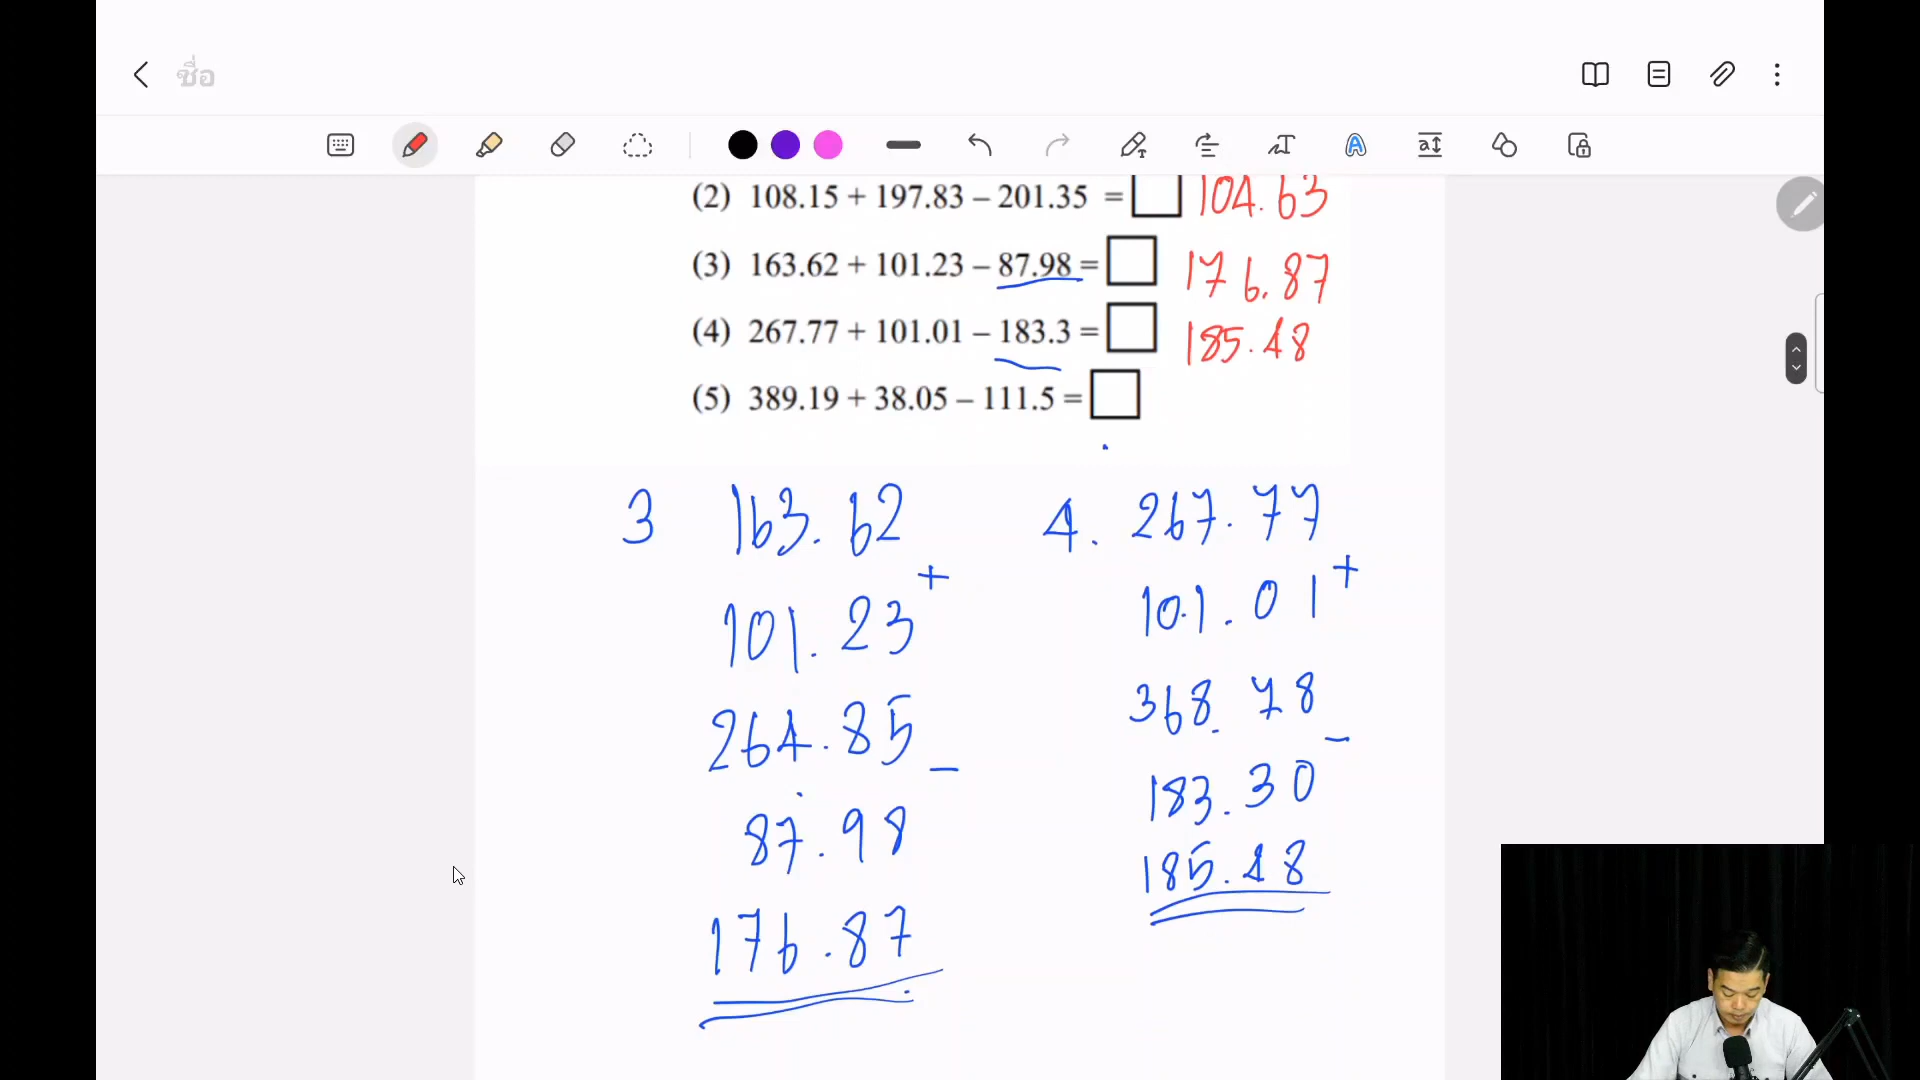 ชื่อ
(2) 108.15 + 197.83 – 201.35 = 104.63
(3) 163.62 + 101.23 – 87.98 = 176.87
(4) 267.77 + 101.01 – 183.3 = 185.48
(5) 389.19 + 38.05 – 111.5 =
3 163.62
+
101.23
264.85
–
87.98
176.87
4. 267.77
+
101.01
368.78
–
183.30
185.48